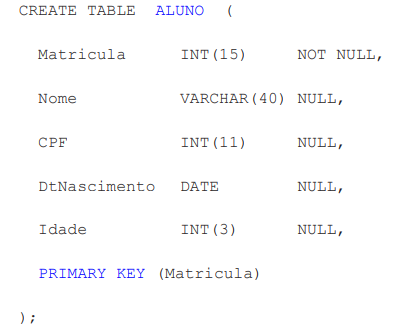 CREATE TABLE ALUNO (
Matricula INT(15) NOT NULL,
Nome VARCHAR(40) NULL,
CPF INT(11) NULL,
DtNascimento DATE NULL,
Idade INT(3) NULL,
PRIMARY KEY (Matricula)
);